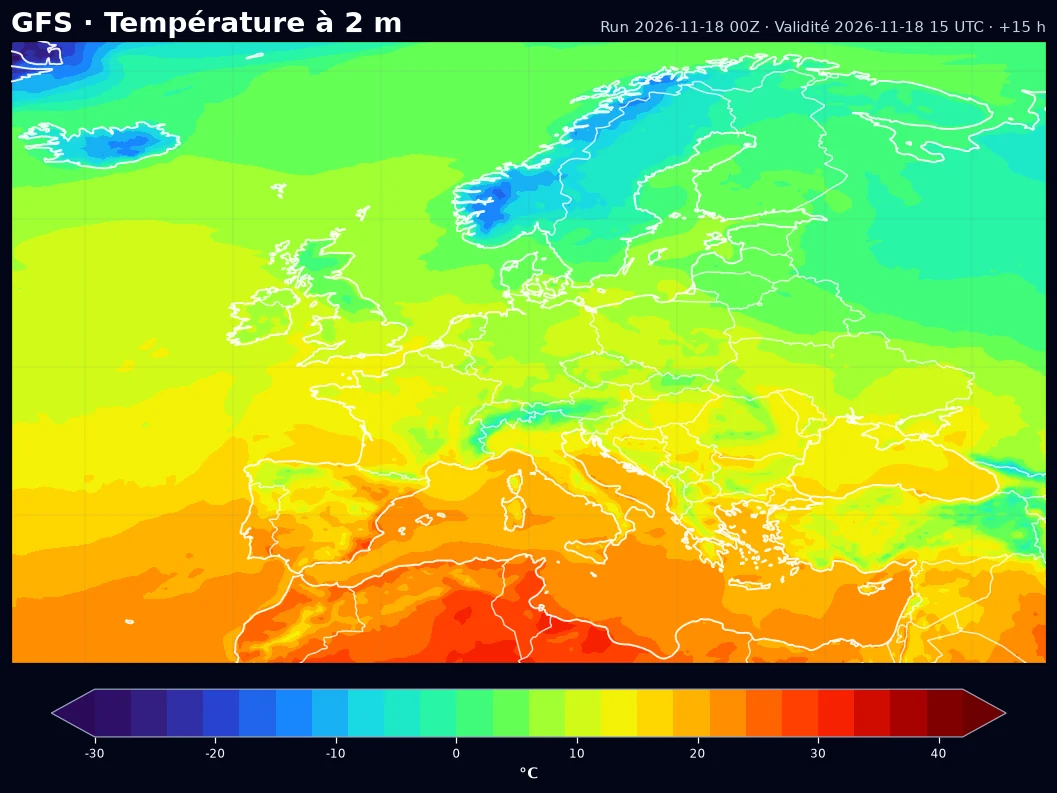 GFS · Température à 2 m
Run 2026-11-18 00Z · Validité 2026-11-18 15 UTC · +15 h
-30 -20 -10 0 10 20 30 40
°C